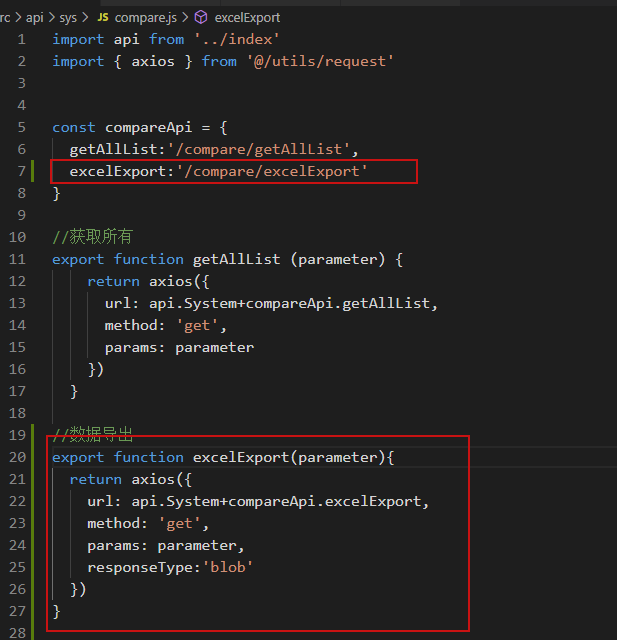 rc > api > sys > JS compare.js > excelExport
1 import api from '../index'
2 import { axios } from '@/utils/request'
3
4
5 const compareApi = {
6 getAllList:'/compare/getAllList',
7 excelExport:'/compare/excelExport'
8 }
9
10 //获取所有
11 export function getAllList (parameter) {
12 return axios({
13 url: api.System+compareApi.getAllList,
14 method: 'get',
15 params: parameter
16 })
17 }
18
19 //数据导出
20 export function excelExport(parameter){
21 return axios({
22 url: api.System+compareApi.excelExport,
23 method: 'get',
24 params: parameter,
25 responseType:'blob'
26 })
27 }
28